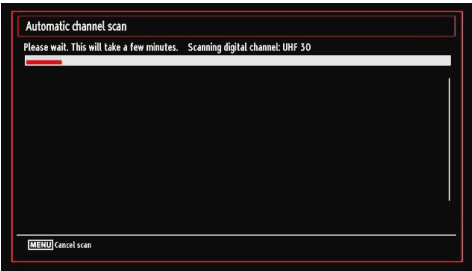 Automatic channel scan
Please wait. This will take a few minutes. Scanning digital channel: UHF 30
MENU Cancel scan